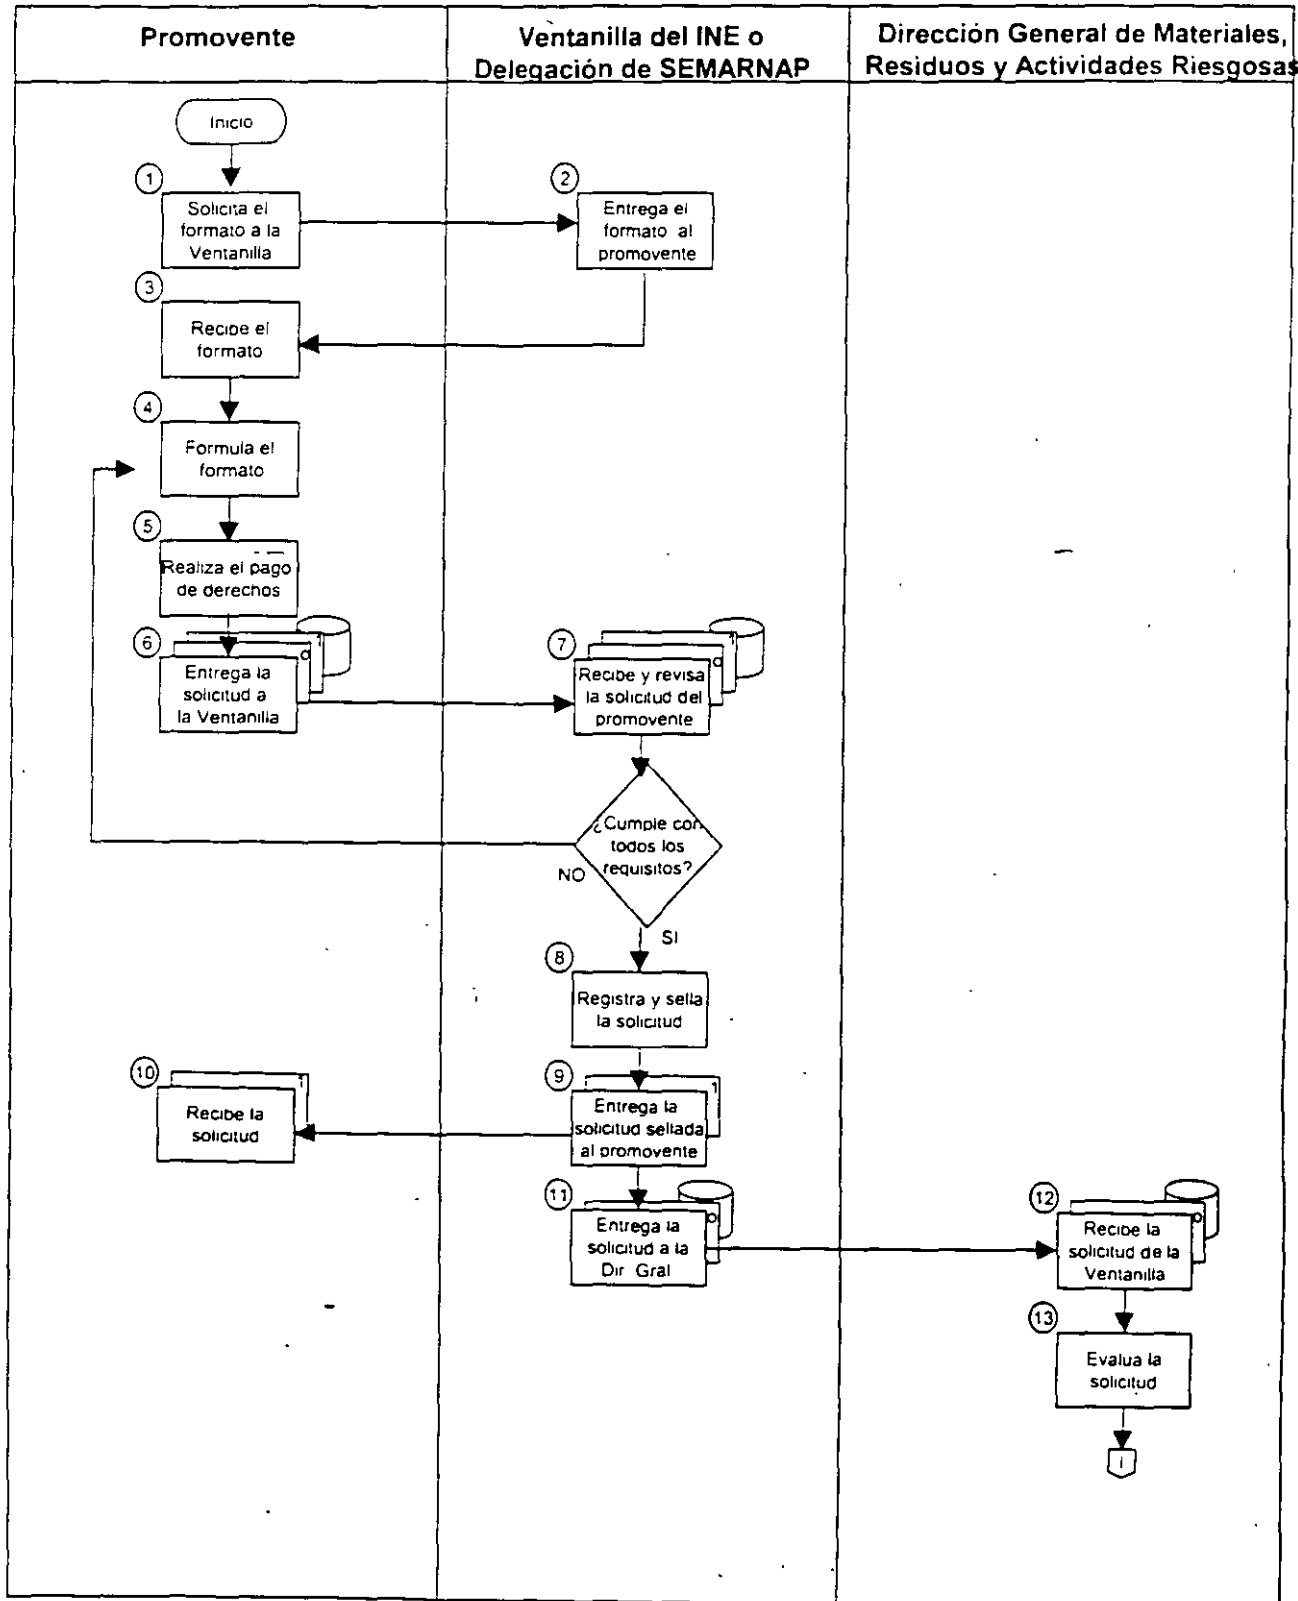 Promovente
Ventanilla del INE o
Delegación de SEMARNAP
Dirección General de Materiales,
Residuos y Actividades Riesgosas
Inicio
1
Solicita el
formato a la
Ventanilla
2
Entrega el
formato al
promovente
3
Recibe el
formato
4
Formula el
formato
5
Realiza el pago
de derechos
6
1
o
Entrega la
solicitud a
la Ventanilla
7
1
o
Recibe y revisa
la solicitud del
promovente
¿Cumple con
todos los
requisitos?
NO
SI
8
Registra y sella
la solicitud
9
1
Entrega la
solicitud sellada
al promovente
10
1
Recibe la
solicitud
11
o
Entrega la
solicitud a la
Dir Gral
12
o
Recibe la
solicitud de la
Ventanilla
13
Evalua la
solicitud